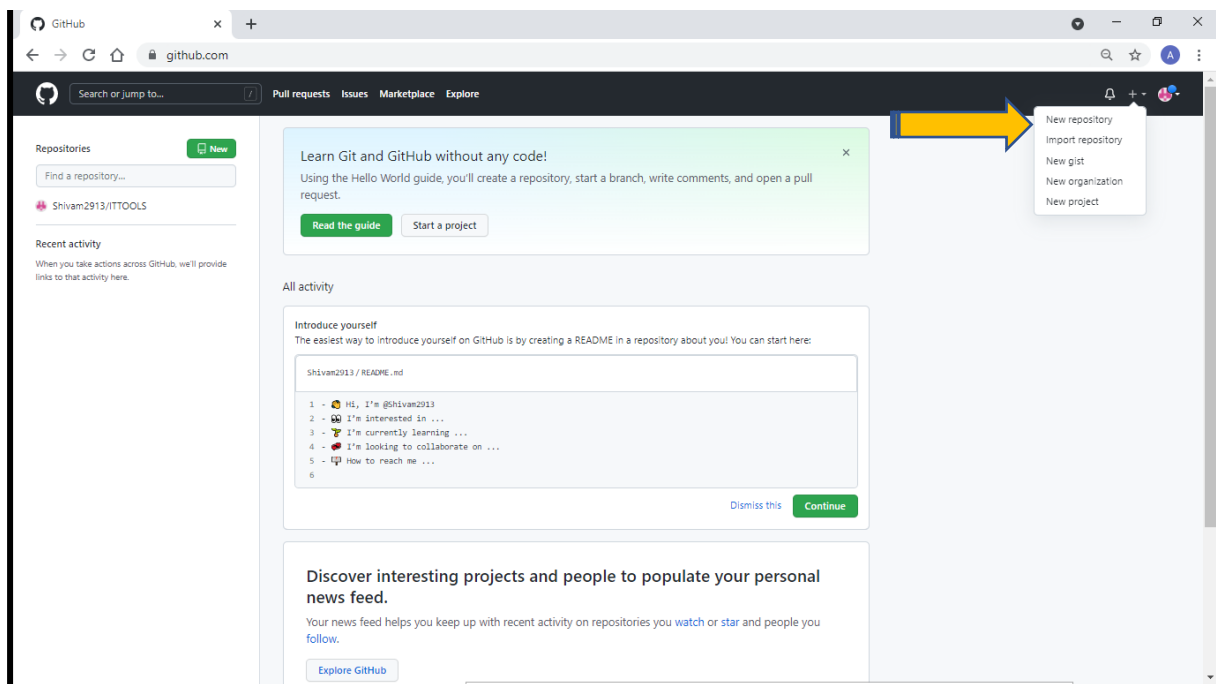 GitHub
github.com
A
Search or jump to...
/
Pull requests Issues Marketplace Explore
New repository
Import repository
New gist
New organization
New project
Repositories
New
Find a repository...
Shivam2913/ITTOOLS
Recent activity
When you take actions across GitHub, we'll provide
links to that activity here.
Learn Git and GitHub without any code!
Using the Hello World guide, you'll create a repository, start a branch, write comments, and open a pull
request.
Read the guide
Start a project
All activity
Introduce yourself
The easiest way to introduce yourself on GitHub is by creating a README in a repository about you! You can start here:
Shivam2913/README.md
1 - 👋 Hi, I'm @Shivam2913
2 - 👀 I'm interested in ...
3 - 🌱 I'm currently learning ...
4 - 💞️ I'm looking to collaborate on ...
5 - 📫 How to reach me ...
6
Dismiss this
Continue
Discover interesting projects and people to populate your personal
news feed.
Your news feed helps you keep up with recent activity on repositories you watch or star and people you
follow.
Explore GitHub